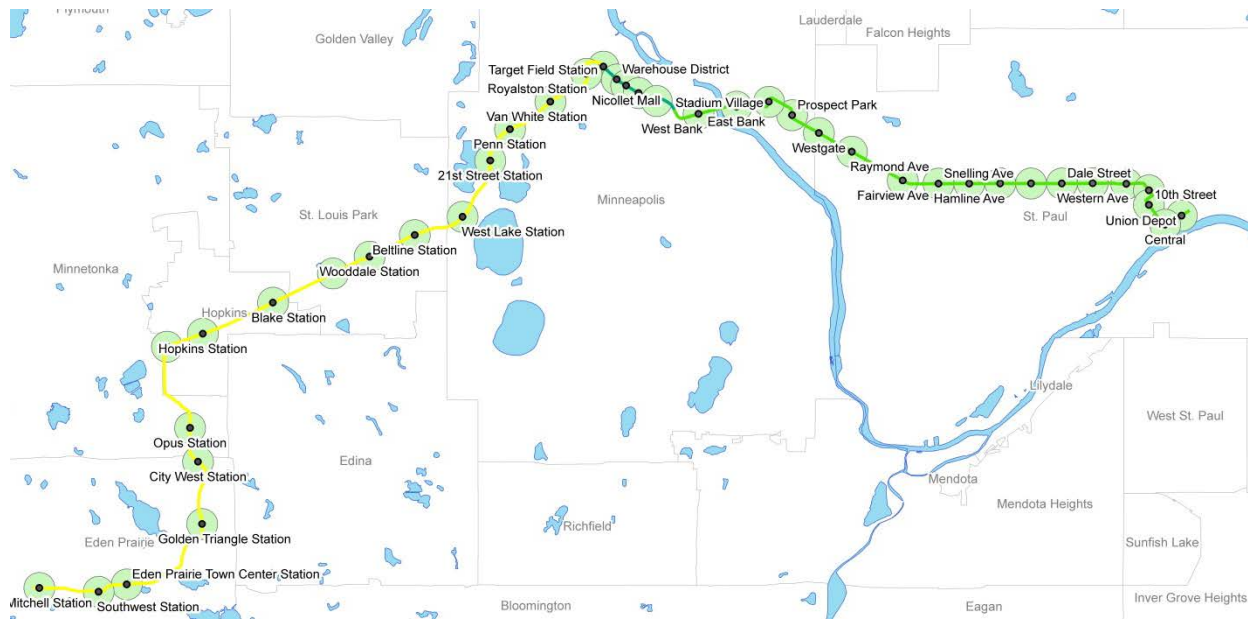 Plymouth
Golden Valley
Lauderdale
Falcon Heights
Target Field Station
Warehouse District
Royalston Station
Nicollet Mall
Stadium Village
Prospect Park
Van White Station
West Bank
East Bank
Penn Station
Westgate
21st Street Station
Raymond Ave
Snelling Ave
Dale Street
Fairview Ave
Hamline Ave
Western Ave
10th Street
Minneapolis
St. Louis Park
St. Paul
Union Depot
West Lake Station
Central
Beltline Station
Minnetonka
Wooddale Station
Hopkins
Blake Station
Hopkins Station
Lilydale
West St. Paul
Opus Station
Edina
City West Station
Mendota
Mendota Heights
Richfield
Golden Triangle Station
Eden Prairie
Sunfish Lake
Eden Prairie Town Center Station
Mitchell Station
Southwest Station
Bloomington
Eagan
Inver Grove Heights